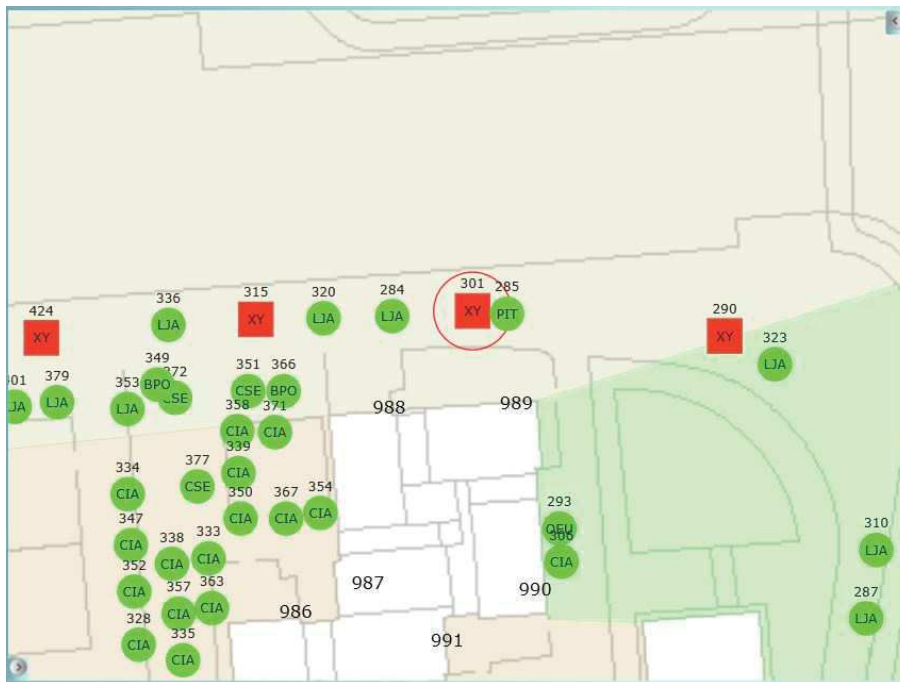 301 285
XY PIT
284
LJA
320
LJA
315
XY
336
LJA
424
XY
290
XY
323
LJA
349
BPO
CSE
351 366
CSE BPO
379
LJA
LJA
353
LJA
358 371
CIA CIA
988 989
339
CIA
377
CSE
334
CIA
350 367 354
CIA CIA CIA
293
CIA
347
CIA
338 333
CIA CIA
310
LJA
352
CIA
357 363
CIA CIA
987 990
287
LJA
986
328
CIA
335
CIA
991